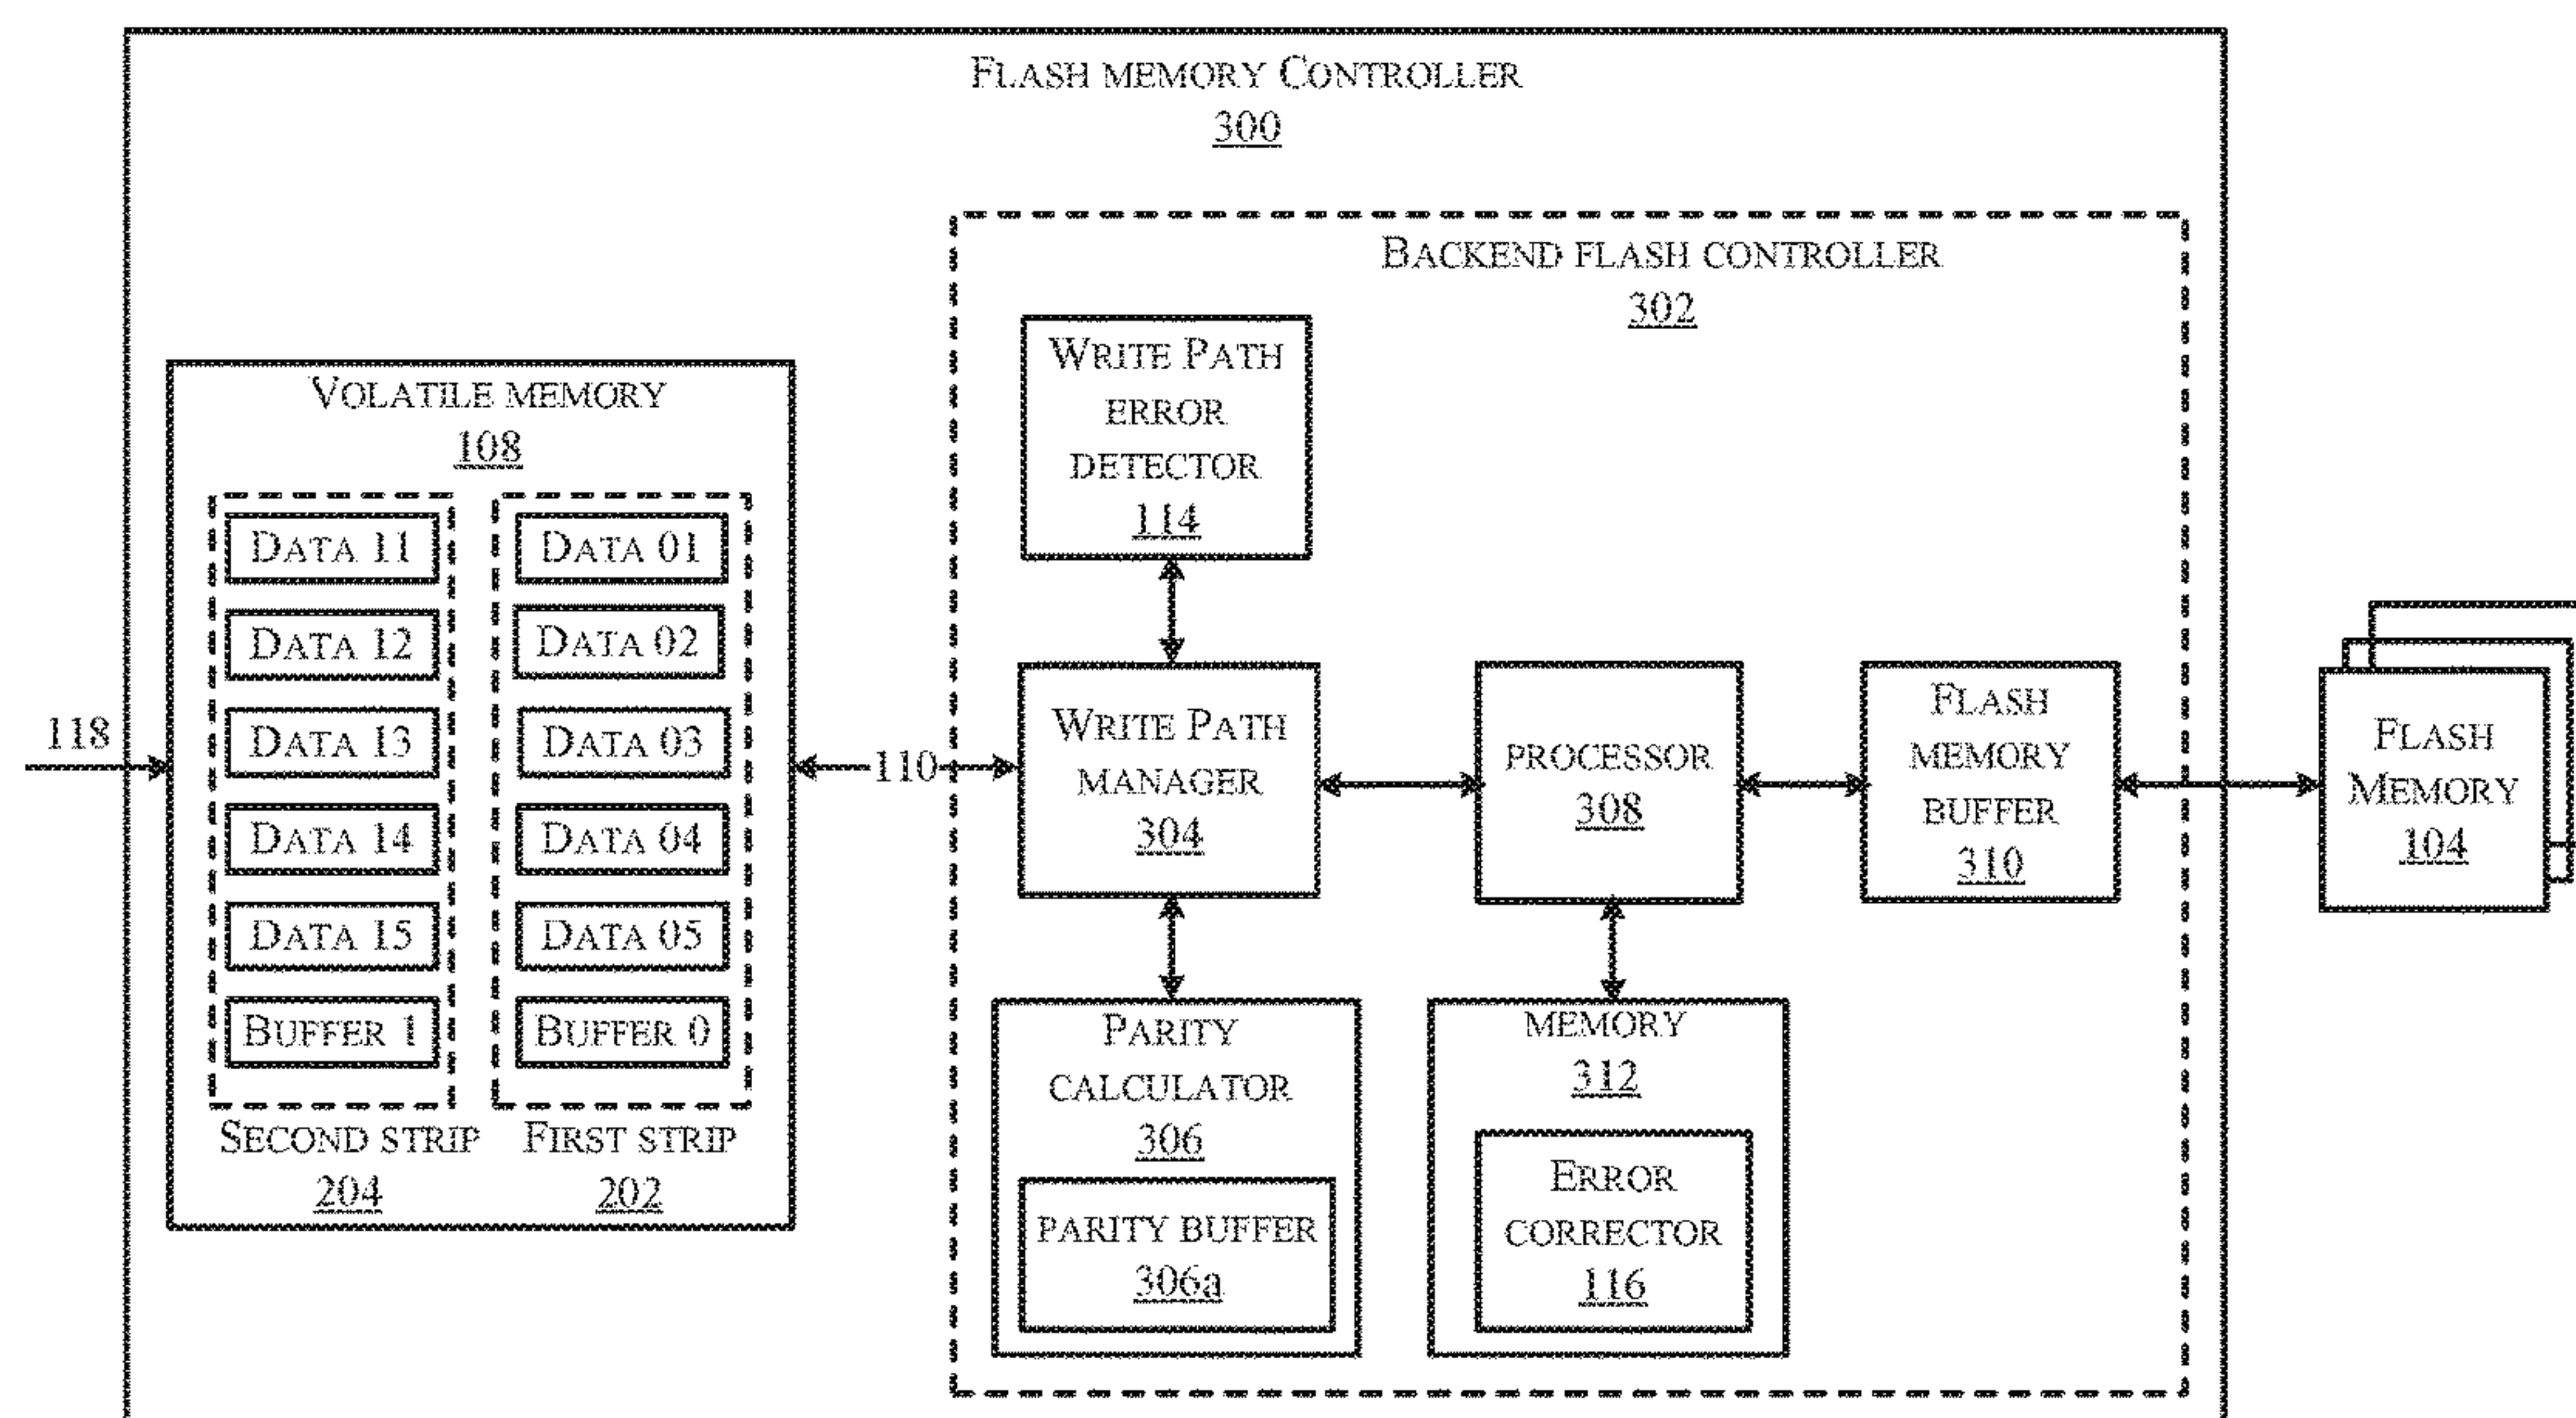 FLASH MEMORY CONTROLLER
300
BACKEND FLASH CONTROLLER
302
WRITE PATH
ERROR
DETECTOR
114
VOLATILE MEMORY
108
DATA 11
DATA 12
DATA 13
DATA 14
DATA 15
BUFFER 1
SECOND STRIP
204
DATA 01
DATA 02
DATA 03
DATA 04
DATA 05
BUFFER 0
FIRST STRIP
202
118
110
WRITE PATH
MANAGER
304
PROCESSOR
308
FLASH
MEMORY
BUFFER
310
FLASH
MEMORY
104
PARITY
CALCULATOR
306
PARITY BUFFER
306a
MEMORY
312
ERROR
CORRECTOR
116